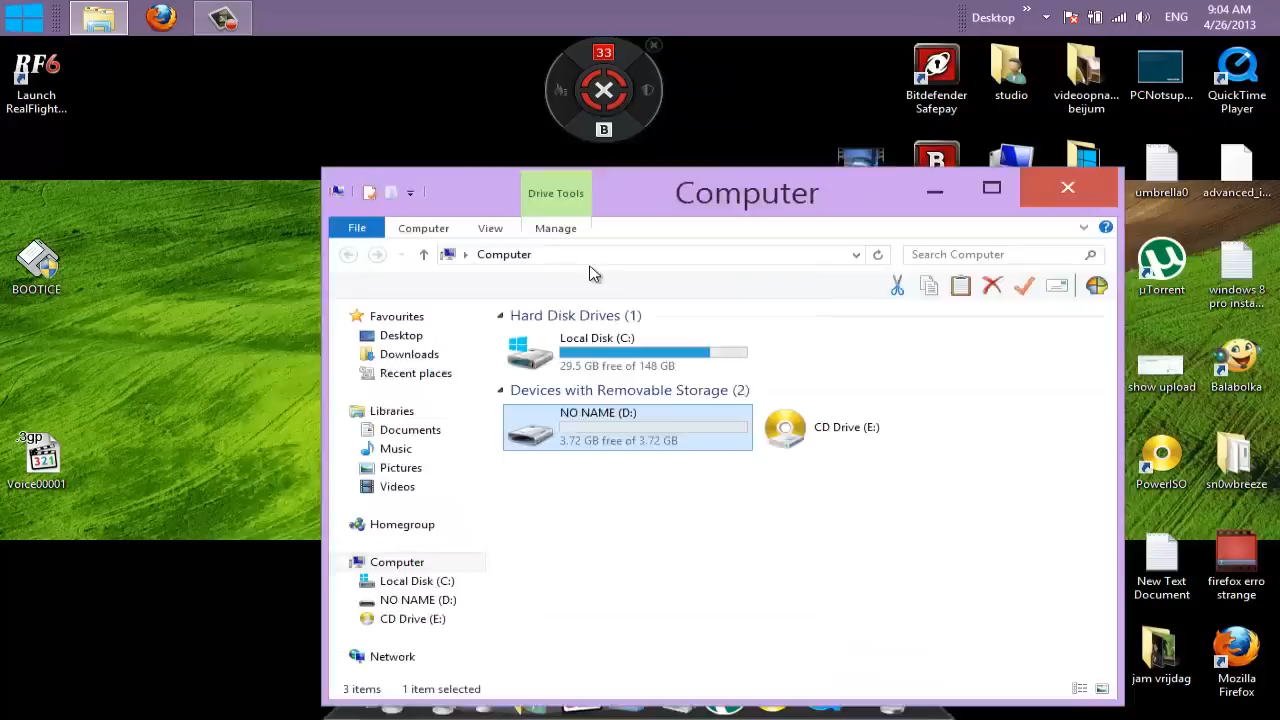 Desktop
»
ENG
9:04 AM
4/26/2013
RF6
Launch
RealFlight...
33
B
Bitdefender
Safepay
studio
videoopna...
beijum
PCNotsup...
QuickTime
Player
B
umbrella0
advanced_i...
Drive Tools
Computer
File
Computer
View
Manage
Computer
Search Computer
BOOTICE
µTorrent
windows 8
pro insta...
Favourites
Desktop
Downloads
Recent places
Libraries
Documents
Music
Pictures
Videos
Homegroup
Computer
Local Disk (C:)
NO NAME (D:)
CD Drive (E:)
Network
Hard Disk Drives (1)
Local Disk (C:)
29.5 GB free of 148 GB
Devices with Removable Storage (2)
NO NAME (D:)
3.72 GB free of 3.72 GB
CD Drive (E:)
show upload
Balabolka
.3gp
321
Voice00001
PowerISO
sn0wbreeze
New Text
Document
firefox erro
strange
jam vrijdag
Mozilla
Firefox
3 items
1 item selected